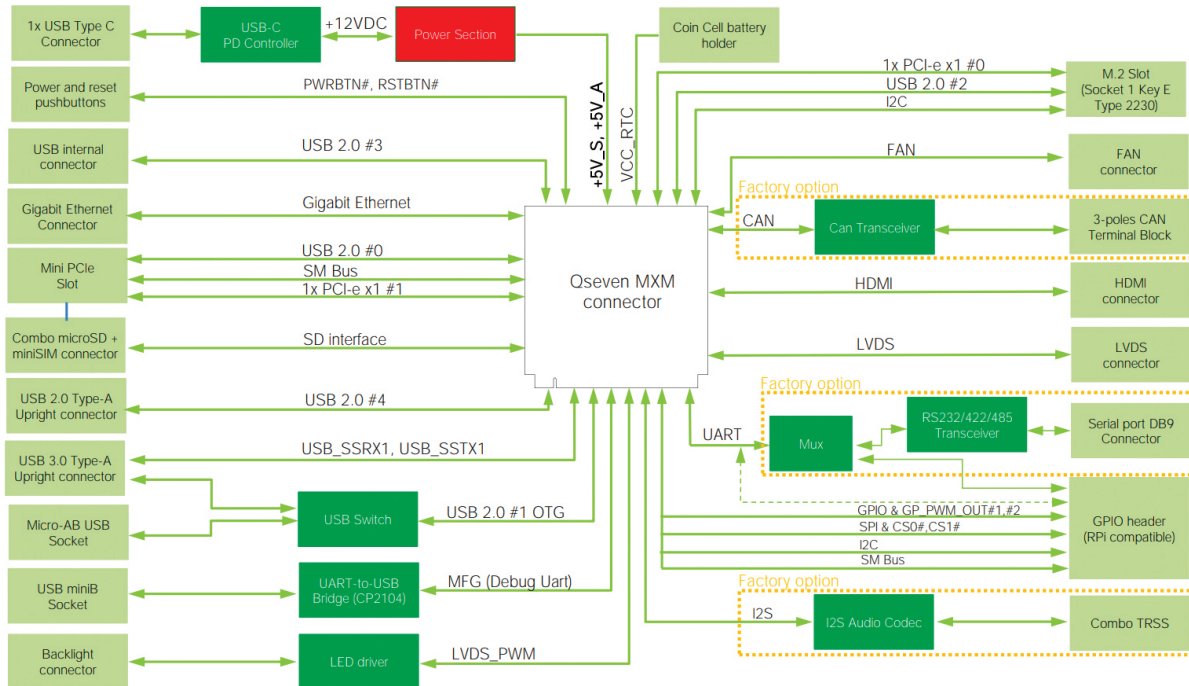 1x USB Type C
Connector
USB-C
PD Controller
+12VDC
Power Section
Coin Cell battery
holder
1x PCI-e x1 #0
USB 2.0 #2
I2C
M.2 Slot
(Socket 1 Key E
Type 2230)
Power and reset
pushbuttons
PWRBTN#, RSTBTN#
+5V_S, +5V_A
VCC_RTC
USB internal
connector
USB 2.0 #3
FAN
FAN
connector
Gigabit Ethernet
Connector
Gigabit Ethernet
Factory option
CAN
Can Transceiver
3-poles CAN
Terminal Block
Mini PCIe
Slot
USB 2.0 #0
SM Bus
1x PCI-e x1 #1
Qseven MXM
connector
HDMI
HDMI
connector
Combo microSD +
miniSIM connector
SD interface
LVDS
LVDS
connector
USB 2.0 Type-A
Upright connector
USB 2.0 #4
Factory option
UART
Mux
RS232/422/485
Transceiver
Serial port DB9
Connector
USB 3.0 Type-A
Upright connector
USB_SSRX1, USB_SSTX1
Micro-AB USB
Socket
USB Switch
USB 2.0 #1 OTG
GPIO & GP_PWM_OUT#1,#2
SPI & CS0#,CS1#
I2C
SM Bus
GPIO header
(RPi compatible)
USB miniB
Socket
UART-to-USB
Bridge (CP2104)
MFG (Debug Uart)
Factory option
I2S
I2S Audio Codec
Combo TRSS
Backlight
connector
LED driver
LVDS_PWM